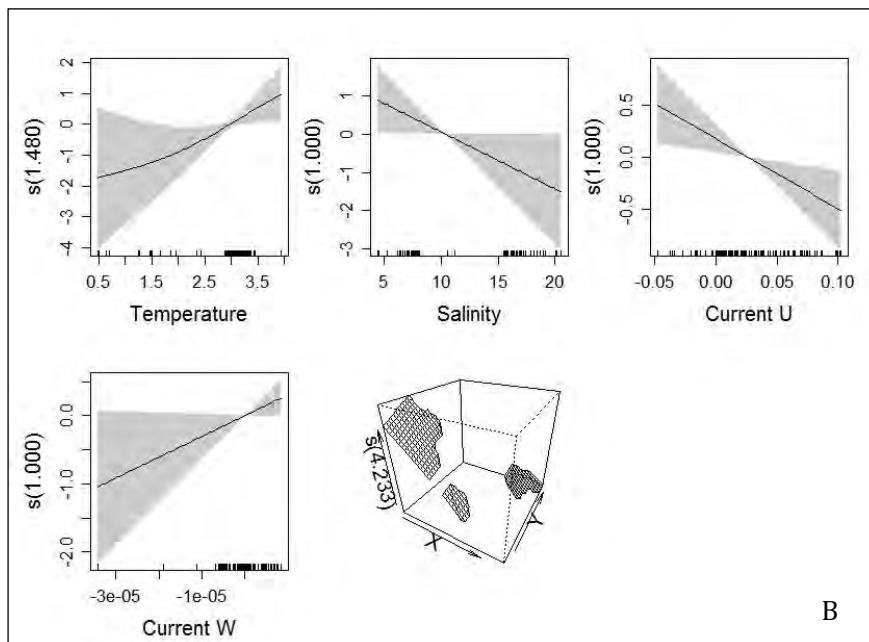 2
1
0
-1
-2
-3
-4
s(1.480)
0.5 1.5 2.5 3.5
Temperature
1
0
-1
-2
-3
s(1.000)
5 10 15 20
Salinity
0.5
0.0
-0.5
s(1.000)
-0.05 0.00 0.05 0.10
Current U
0.0
-1.0
-2.0
s(1.000)
-3e-05 -1e-05
Current W
s(4.233)
X
Y
B